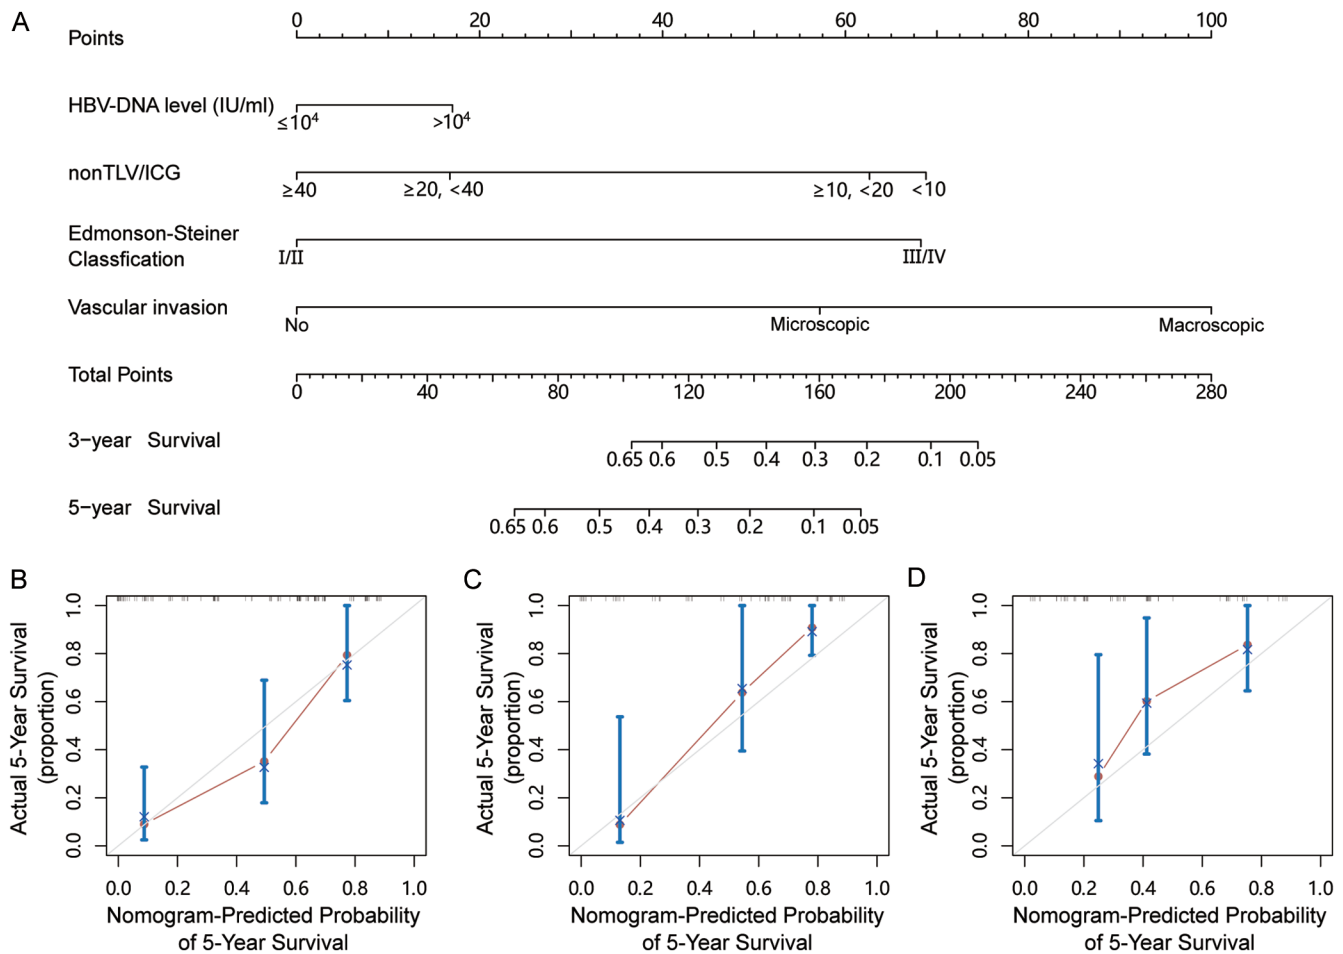 A
Points
0 20 40 60 80 100
HBV-DNA level (IU/ml)
≤10⁴ >10⁴
nonTLV/ICG
≥40 ≥20, <40 ≥10, <20 <10
Edmonson-Steiner
Classfication
I/II III/IV
Vascular invasion
No Microscopic Macroscopic
Total Points
0 40 80 120 160 200 240 280
3-year Survival
0.65 0.6 0.5 0.4 0.3 0.2 0.1 0.05
5-year Survival
0.65 0.6 0.5 0.4 0.3 0.2 0.1 0.05
B
Actual 5-Year Survival
(proportion)
0.0 0.2 0.4 0.6 0.8 1.0
0.0 0.2 0.4 0.6 0.8 1.0
Nomogram-Predicted Probability
of 5-Year Survival
C
Actual 5-Year Survival
(proportion)
0.0 0.2 0.4 0.6 0.8 1.0
0.0 0.2 0.4 0.6 0.8 1.0
Nomogram-Predicted Probability
of 5-Year Survival
D
Actual 5-Year Survival
(proportion)
0.0 0.2 0.4 0.6 0.8 1.0
0.0 0.2 0.4 0.6 0.8 1.0
Nomogram-Predicted Probability
of 5-Year Survival